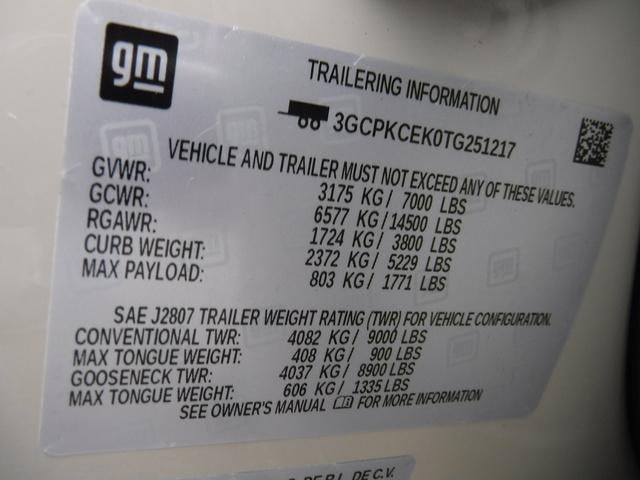 gm
TRAILERING INFORMATION
3GCPKCEK0TG251217
VEHICLE AND TRAILER MUST NOT EXCEED ANY OF THESE VALUES.
GVWR: 3175 KG/ 7000 LBS
GCWR: 6577 KG/14500 LBS
RGAWR: 1724 KG/ 3800 LBS
CURB WEIGHT: 2372 KG/ 5229 LBS
MAX PAYLOAD: 803 KG/ 1771 LBS
SAE J2807 TRAILER WEIGHT RATING (TWR) FOR VEHICLE CONFIGURATION.
CONVENTIONAL TWR: 4082 KG/ 9000 LBS
MAX TONGUE WEIGHT: 408 KG/ 900 LBS
GOOSENECK TWR: 4037 KG/ 8900 LBS
MAX TONGUE WEIGHT: 606 KG/ 1335 LBS
SEE OWNER'S MANUAL FOR MORE INFORMATION
DE C.V.